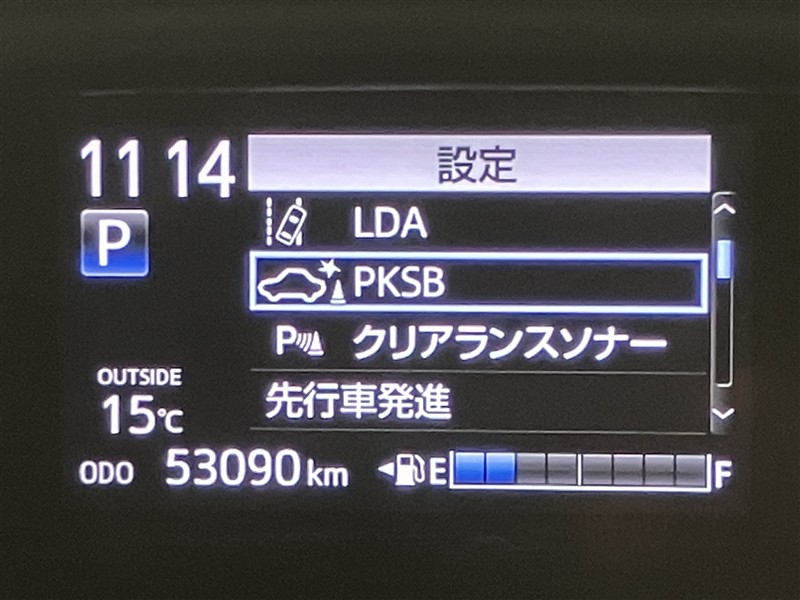 11 14
設定
P
LDA
PKSB
P クリアランスソナー
先行車発進
OUTSIDE
15℃
ODO 53090 km
E F